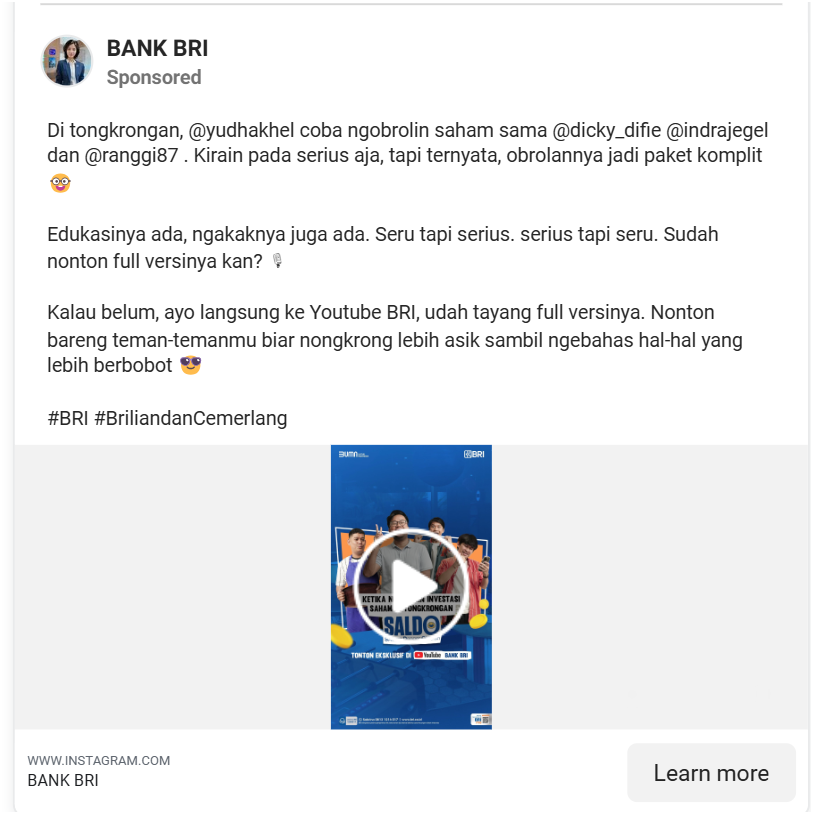 BANK BRI
Sponsored
Di tongkrongan, @yudhakhel coba ngobrolin saham sama @dicky_difie @indrajegel
dan @ranggi87 . Kirain pada serius aja, tapi ternyata, obrolannya jadi paket komplit
🤓
Edukasinya ada, ngakaknya juga ada. Seru tapi serius. serius tapi seru. Sudah
nonton full versinya kan? 🎙
Kalau belum, ayo langsung ke Youtube BRI, udah tayang full versinya. Nonton
bareng teman-temanmu biar nongkrong lebih asik sambil ngebahas hal-hal yang
lebih berbobot 😎
#BRI #BriliandanCemerlang
BUMN
BRI
KETIKA INVESTASI
SAHAM TONGKRONGAN
SALDO
TONTON EKSKLUSIF DI YouTube BANK BRI
WWW.INSTAGRAM.COM
BANK BRI
Learn more